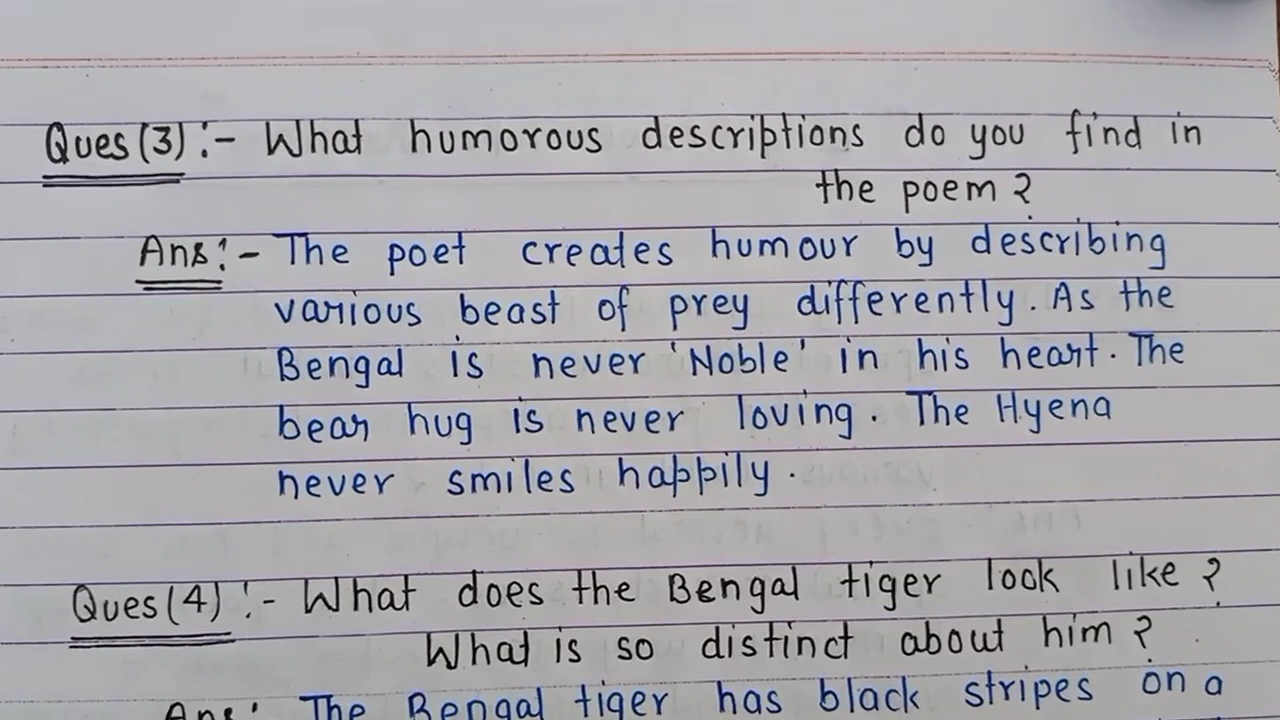 Ques (3) :- What humorous descriptions do you find in
the poem ?
Ans :- The poet creates humour by describing
various beast of prey differently. As the
Bengal is never 'Noble' in his heart. The
bear hug is never loving. The Hyena
never smiles happily.
Ques (4) :- What does the Bengal tiger look like ?
What is so distinct about him ?
Ans :- The Bengal tiger has black stripes on a